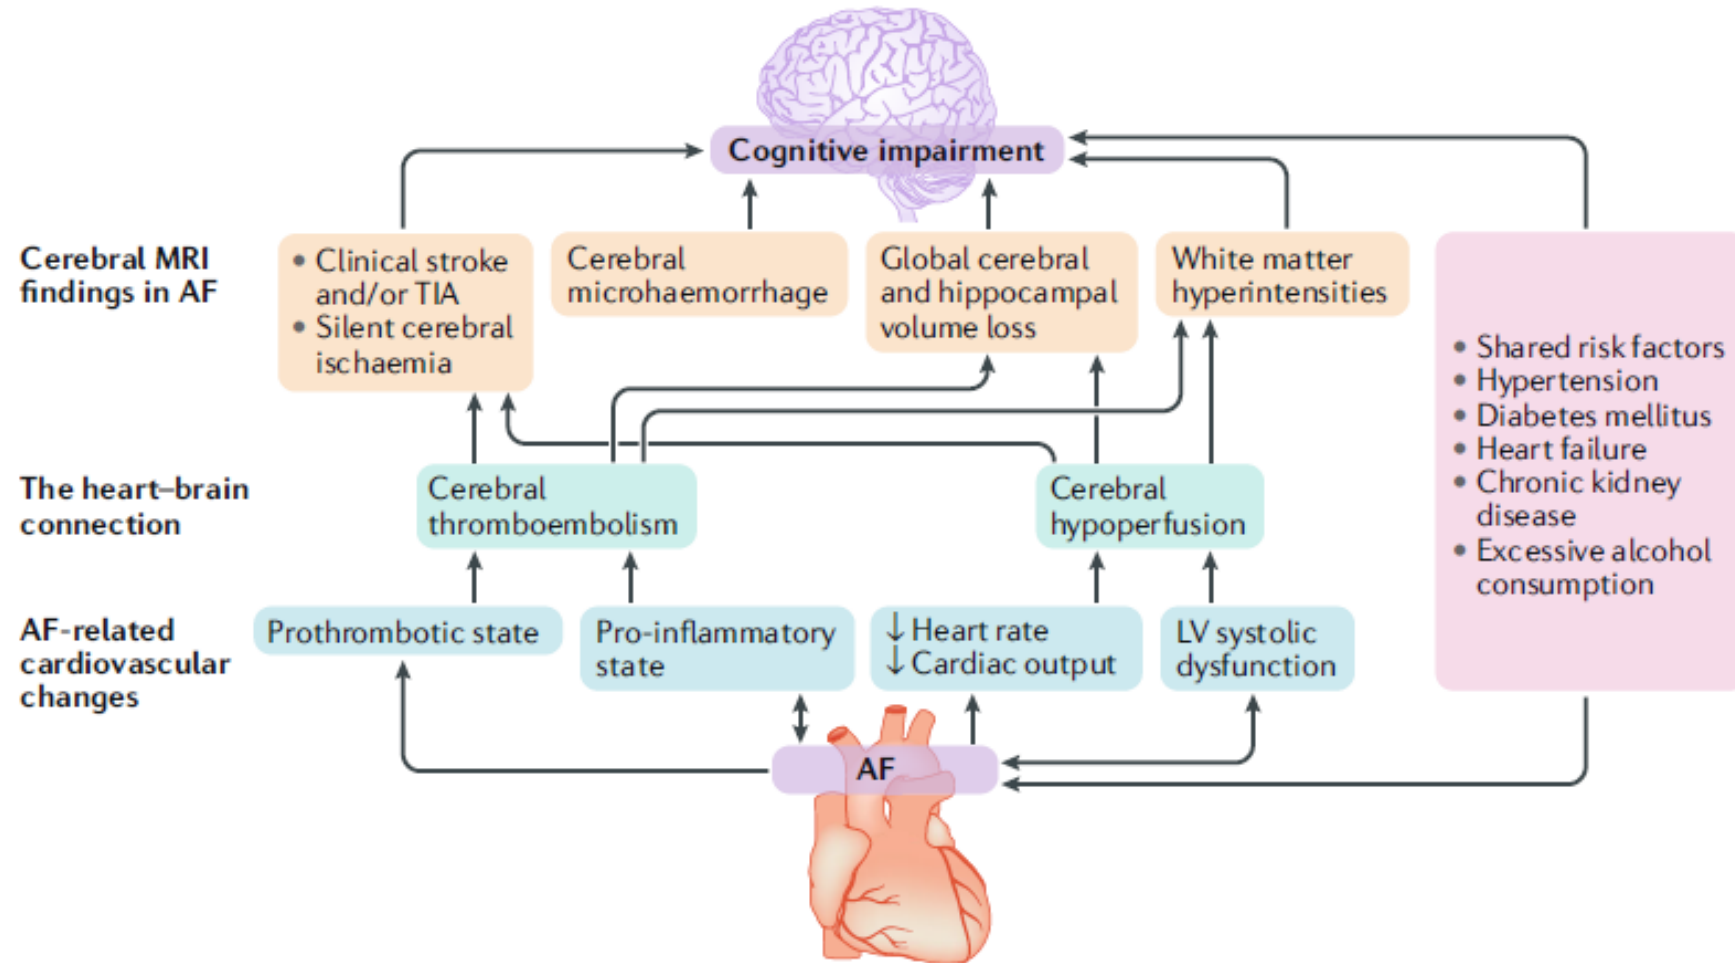 Cognitive impairment
Cerebral MRI
findings in AF
• Clinical stroke
and/or TIA
• Silent cerebral
ischaemia
Cerebral
microhaemorrhage
Global cerebral
and hippocampal
volume loss
White matter
hyperintensities
• Shared risk factors
• Hypertension
• Diabetes mellitus
• Heart failure
• Chronic kidney
disease
• Excessive alcohol
consumption
The heart–brain
connection
Cerebral
thromboembolism
Cerebral
hypoperfusion
AF-related
cardiovascular
changes
Prothrombotic state
Pro-inflammatory
state
↓ Heart rate
↓ Cardiac output
LV systolic
dysfunction
AF